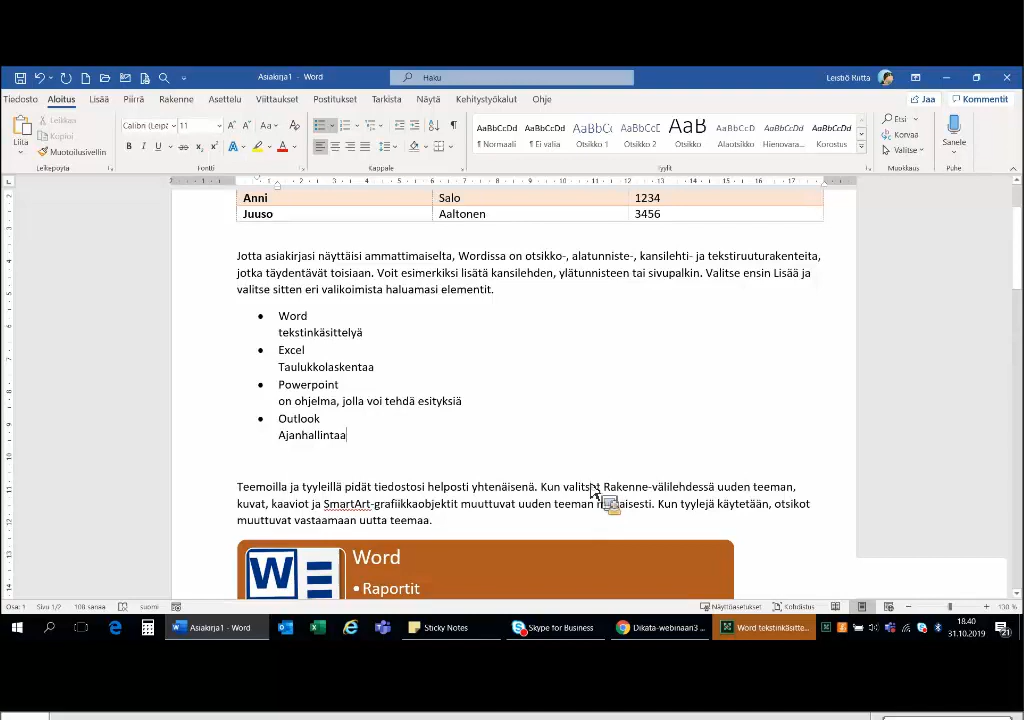 Asiakirja1 - Word
Haku
Leistiö Riitta
Tiedosto Aloitus Lisää Piirrä Rakenne Asettelu Viittaukset Postitukset Tarkista Näytä Kehitystyökalut Ohje
Jaa Kommentit
Liitä
Leikkaa
Kopioi
Muotoilusivellin
Leikepöytä
Calibri (Leipä 11
Fontti
Kappale
AaBbCcDd AaBbCcDd AaBbCc AaBbCcE AaB AaBbCcD AaBbCcDd AaBbCcDd
¶ Normaali ¶ Ei väliä Otsikko 1 Otsikko 2 Otsikko Alaotsikko Hienovara... Korostus
Tyylit
Etsi
Korvaa
Valitse
Muokkaus
Sanele
Puhe
Anni Salo 1234
Juuso Aaltonen 3456
Jotta asiakirjasi näyttäisi ammattimaiselta, Wordissa on otsikko-, alatunniste-, kansilehti- ja tekstiruuturakenteita,
jotka täydentävät toisiaan. Voit esimerkiksi lisätä kansilehden, ylätunnisteen tai sivupalkin. Valitse ensin Lisää ja
valitse sitten eri valikoimista haluamasi elementit.
• Word
tekstinkäsittelyä
• Excel
Taulukkolaskentaa
• Powerpoint
on ohjelma, jolla voi tehdä esityksiä
• Outlook
Ajanhallintaa
Teemoilla ja tyyleillä pidät tiedostosi helposti yhtenäisenä. Kun valitset Rakenne-välilehdessä uuden teeman,
kuvat, kaaviot ja SmartArt-grafiikkaobjektit muuttuvat uuden teeman mukaisesti. Kun tyylejä käytetään, otsikot
muuttuvat vastaamaan uutta teemaa.
Word
• Raportit
Osa: 1 Sivu 1/2 108 sanaa suomi Näyttöasetukset Kohdistus 130 %
Asiakirja1 - Word Sticky Notes Skype for Business Dikata-webinaari3 ... Word tekstinkäsitte...
18.40
31.10.2019
21